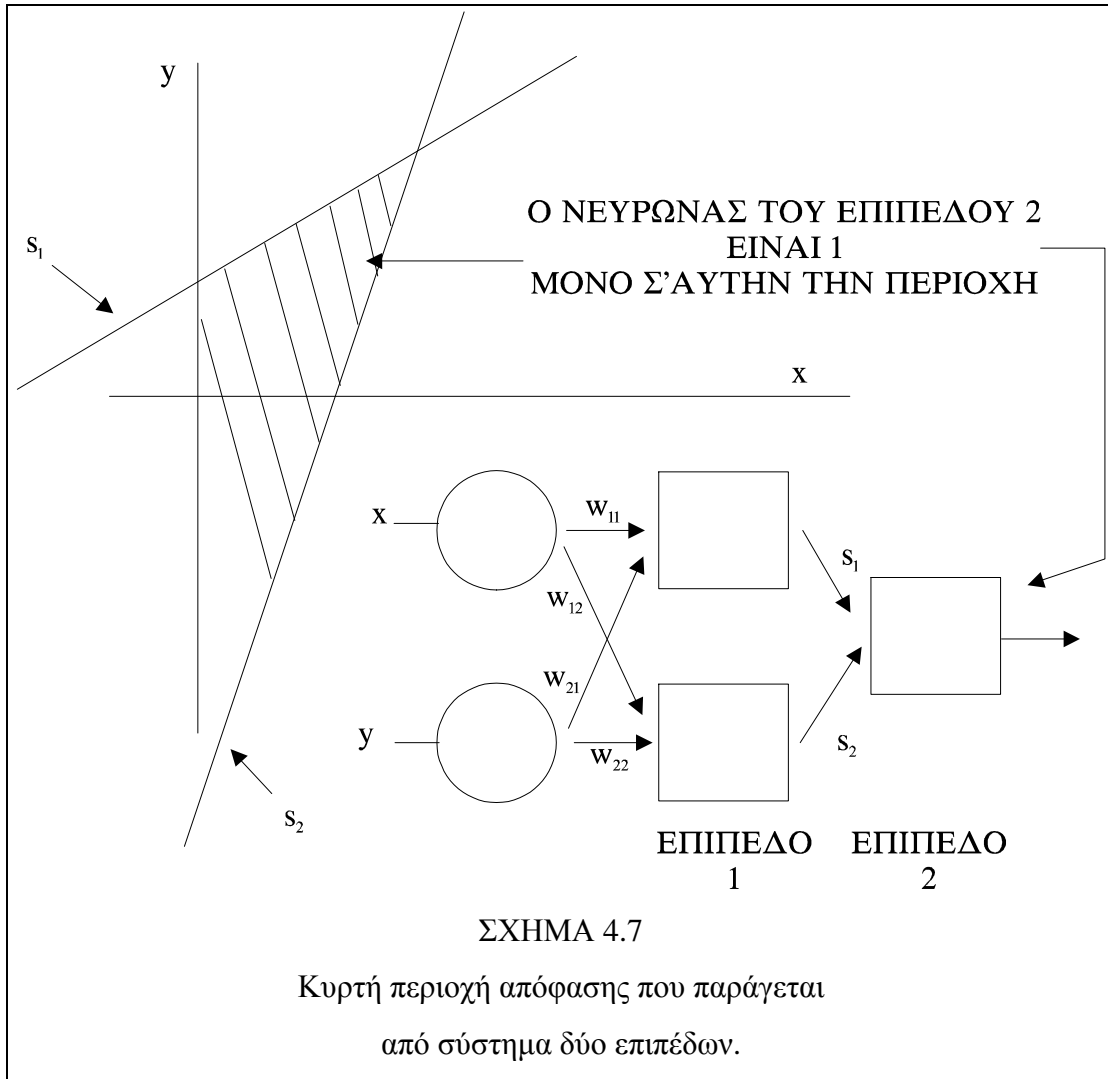 y
s₁
Ο ΝΕΥΡΩΝΑΣ ΤΟΥ ΕΠΙΠΕΔΟΥ 2
ΕΙΝΑΙ 1
ΜΟΝΟ Σ'ΑΥΤΗΝ ΤΗΝ ΠΕΡΙΟΧΗ
x
x
w₁₁
s₁
w₁₂
w₂₁
y
w₂₂
s₂
s₂
ΕΠΙΠΕΔΟ 1
ΕΠΙΠΕΔΟ 2
ΣΧΗΜΑ 4.7
Κυρτή περιοχή απόφασης που παράγεται
από σύστημα δύο επιπέδων.